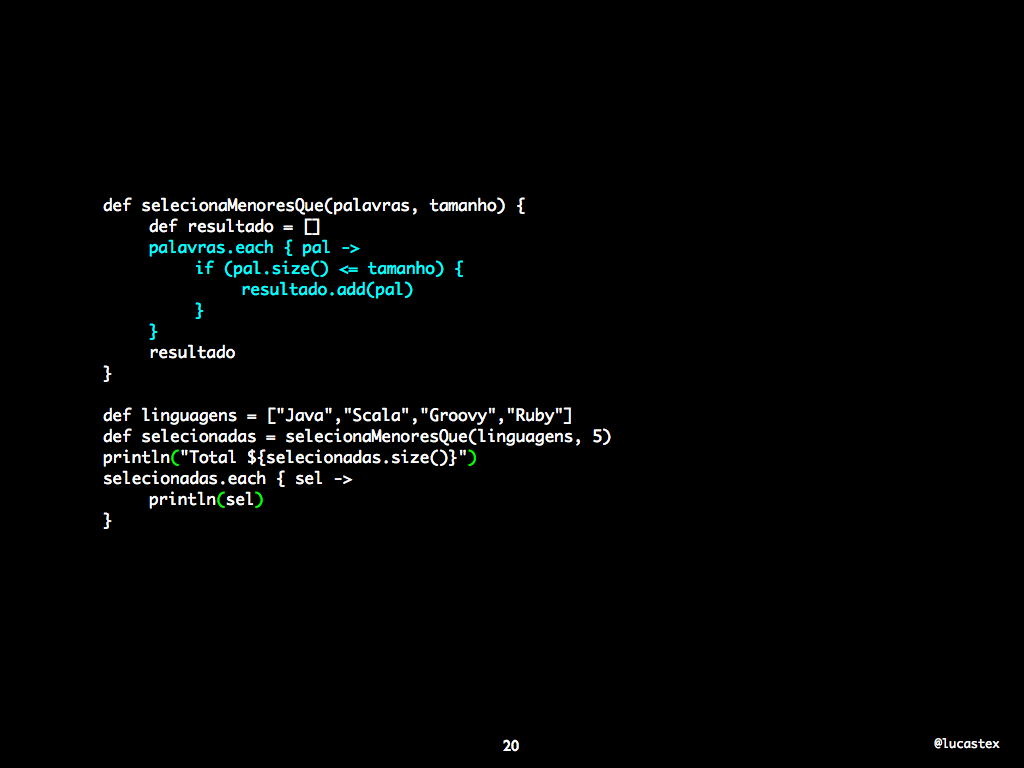 def selecionaMenoresQue(palavras, tamanho) {
     def resultado = []
     palavras.each { pal ->
          if (pal.size() <= tamanho) {
               resultado.add(pal)
          }
     }
     resultado
}

def linguagens = ["Java","Scala","Groovy","Ruby"]
def selecionadas = selecionaMenoresQue(linguagens, 5)
println("Total ${selecionadas.size()}")
selecionadas.each { sel ->
     println(sel)
}
20
@lucastex